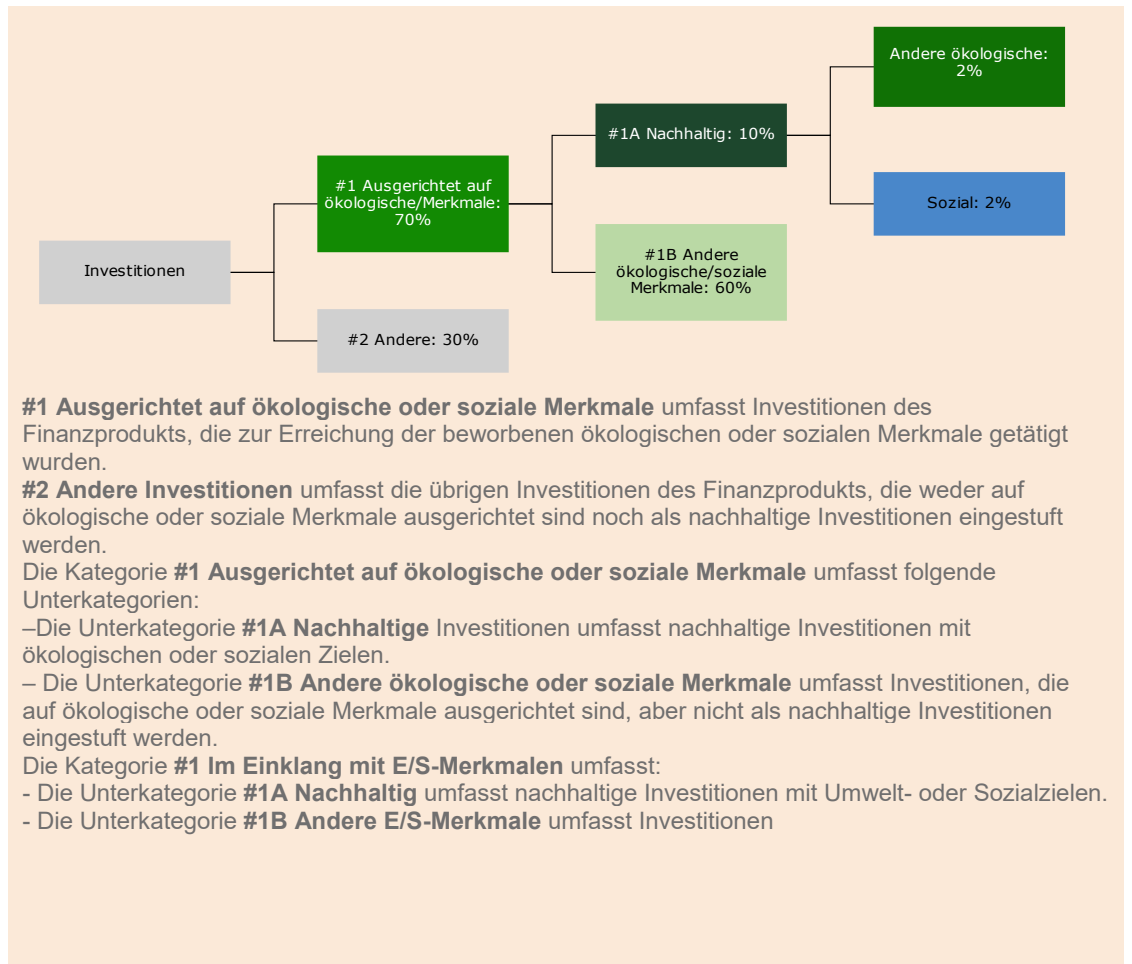 Andere ökologische:
2%
#1A Nachhaltig: 10%
#1 Ausgerichtet auf
ökologische/Merkmale:
70%
Sozial: 2%
#1B Andere
ökologische/soziale
Merkmale: 60%
Investitionen
#2 Andere: 30%
#1 Ausgerichtet auf ökologische oder soziale Merkmale umfasst Investitionen des
Finanzprodukts, die zur Erreichung der beworbenen ökologischen oder sozialen Merkmale getätigt
wurden.
#2 Andere Investitionen umfasst die übrigen Investitionen des Finanzprodukts, die weder auf
ökologische oder soziale Merkmale ausgerichtet sind noch als nachhaltige Investitionen eingestuft
werden.
Die Kategorie #1 Ausgerichtet auf ökologische oder soziale Merkmale umfasst folgende
Unterkategorien:
–Die Unterkategorie #1A Nachhaltige Investitionen umfasst nachhaltige Investitionen mit
ökologischen oder sozialen Zielen.
– Die Unterkategorie #1B Andere ökologische oder soziale Merkmale umfasst Investitionen, die
auf ökologische oder soziale Merkmale ausgerichtet sind, aber nicht als nachhaltige Investitionen
eingestuft werden.
Die Kategorie #1 Im Einklang mit E/S-Merkmalen umfasst:
- Die Unterkategorie #1A Nachhaltig umfasst nachhaltige Investitionen mit Umwelt- oder Sozialzielen.
- Die Unterkategorie #1B Andere E/S-Merkmale umfasst Investitionen